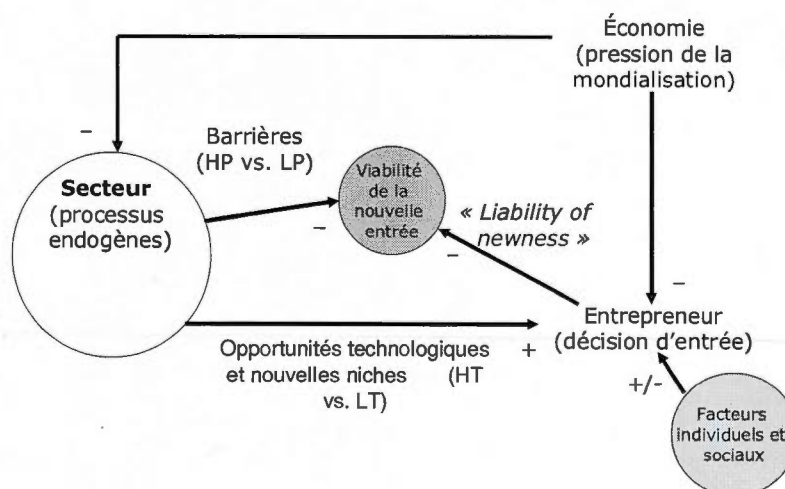 Économie
(pression de la
mondialisation)
–
Barrières
(HP vs. LP)
Secteur
(processus
endogènes)
Viabilité
de la
nouvelle
entrée
« Liability of
newness »
–
–
–
Entrepreneur
(décision d'entrée)
Opportunités technologiques +
et nouvelles niches (HT
vs. LT)
+/-
Facteurs
individuels et
sociaux